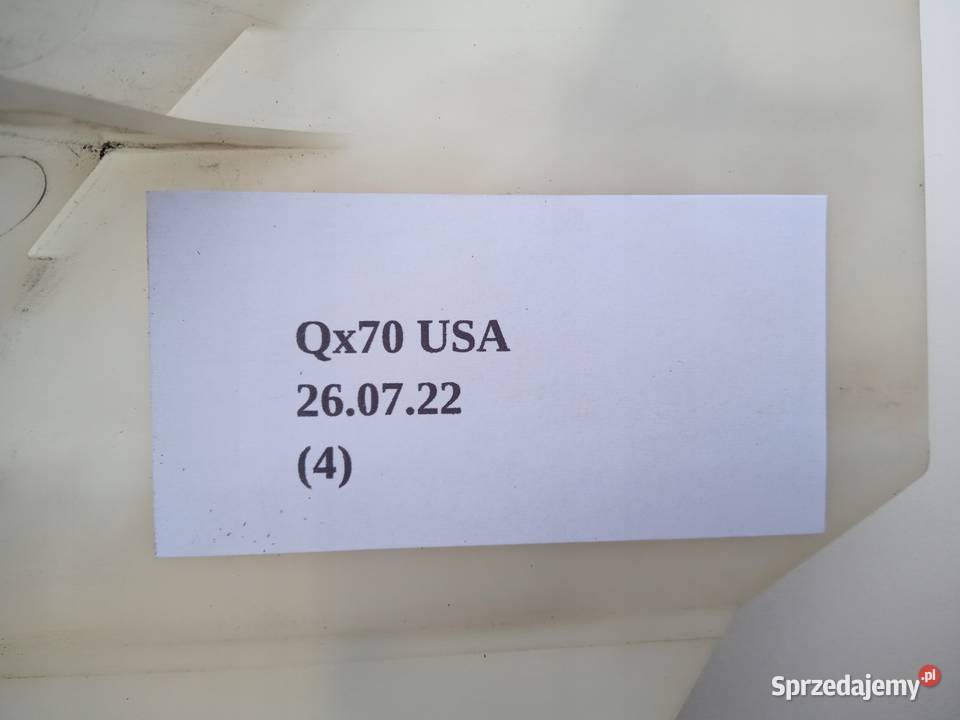 Qx70 USA
26.07.22
(4)
Sprzedajemy.pl